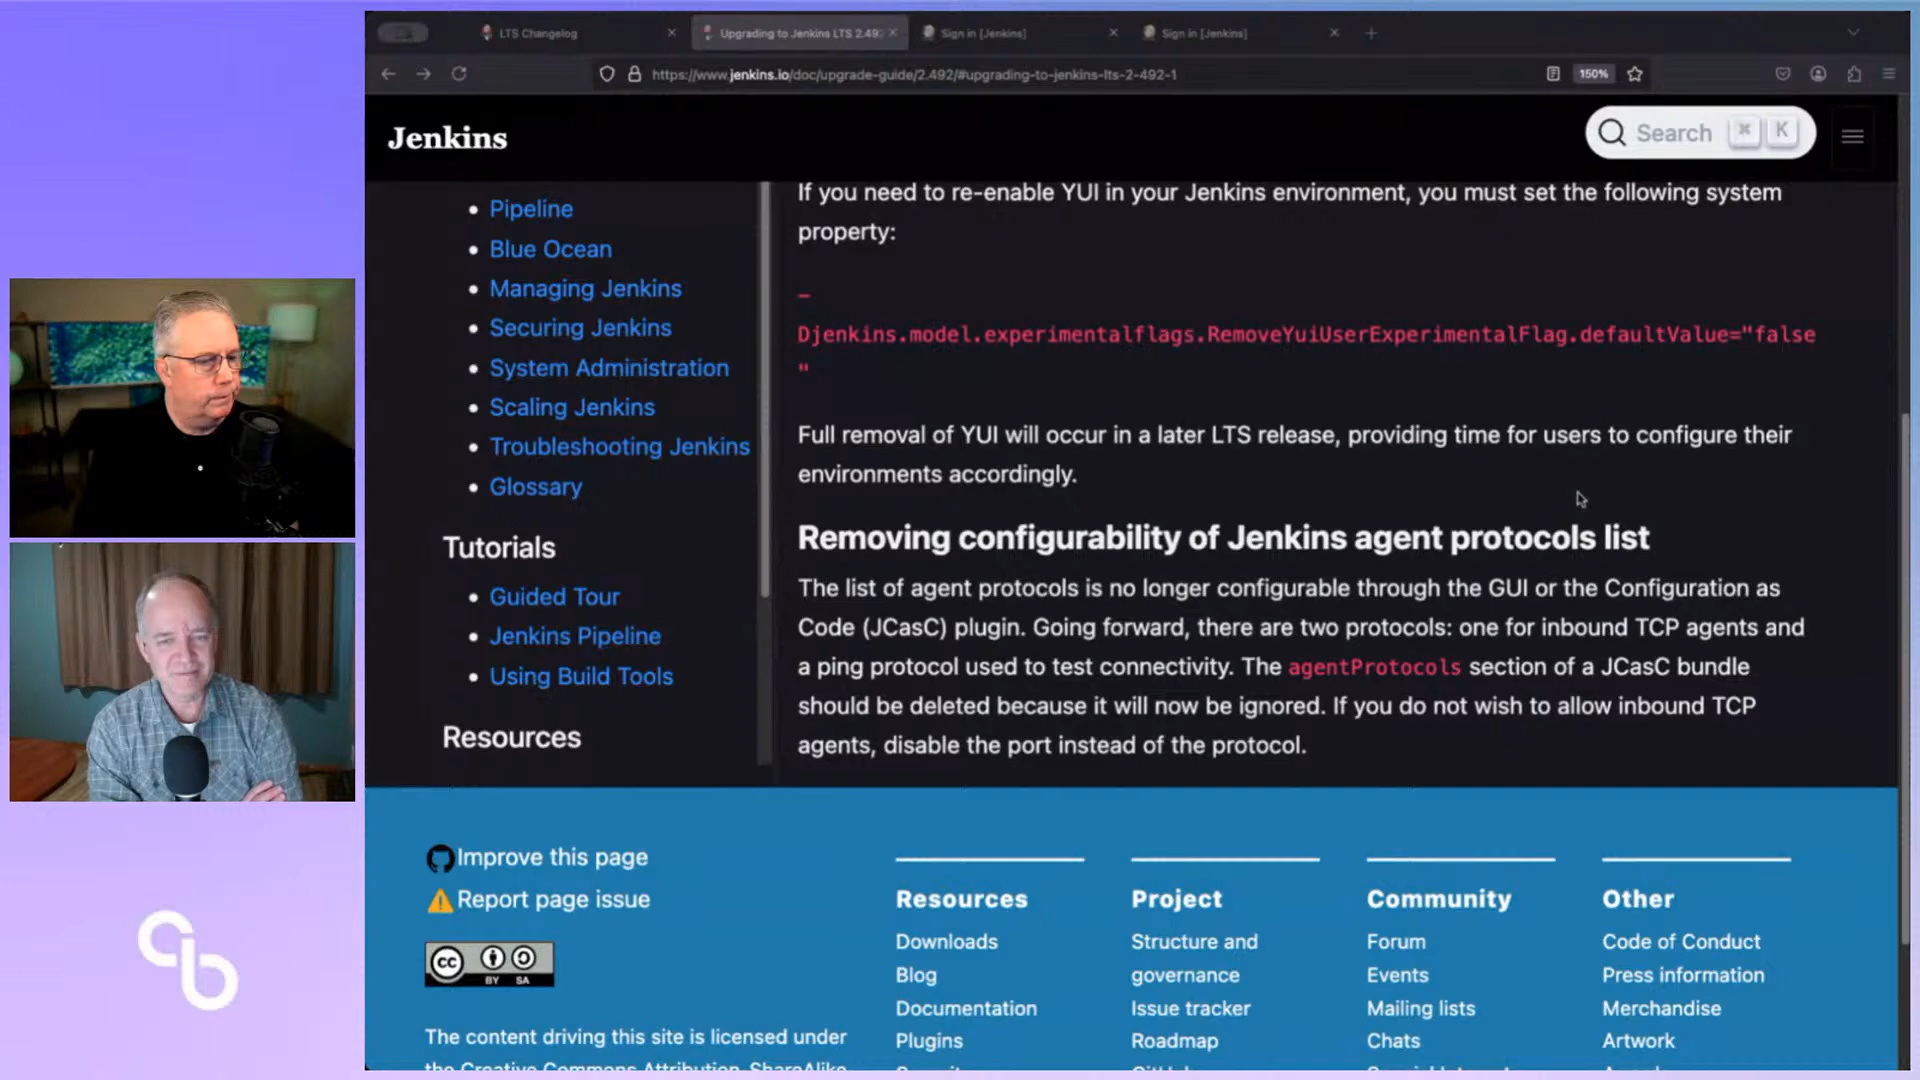 LTS Changelog
Upgrading to Jenkins LTS 2.492
Sign in [Jenkins]
Sign in [Jenkins]
https://www.jenkins.io/doc/upgrade-guide/2.492/#upgrading-to-jenkins-lts-2-492-1
150%
Jenkins
Search ⌘ K
Pipeline
Blue Ocean
Managing Jenkins
Securing Jenkins
System Administration
Scaling Jenkins
Troubleshooting Jenkins
Glossary
Tutorials
Guided Tour
Jenkins Pipeline
Using Build Tools
Resources
If you need to re-enable YUI in your Jenkins environment, you must set the following system
property:
-
Djenkins.model.experimentalflags.RemoveYuiUserExperimentalFlag.defaultValue="false
"
Full removal of YUI will occur in a later LTS release, providing time for users to configure their
environments accordingly.
Removing configurability of Jenkins agent protocols list
The list of agent protocols is no longer configurable through the GUI or the Configuration as
Code (JCasC) plugin. Going forward, there are two protocols: one for inbound TCP agents and
a ping protocol used to test connectivity. The agentProtocols section of a JCasC bundle
should be deleted because it will now be ignored. If you do not wish to allow inbound TCP
agents, disable the port instead of the protocol.
Improve this page
Report page issue
cc BY SA
The content driving this site is licensed under
the Creative Commons Attribution-ShareAlike
Resources
Downloads
Blog
Documentation
Plugins
Project
Structure and
governance
Issue tracker
Roadmap
Community
Forum
Events
Mailing lists
Chats
Other
Code of Conduct
Press information
Merchandise
Artwork